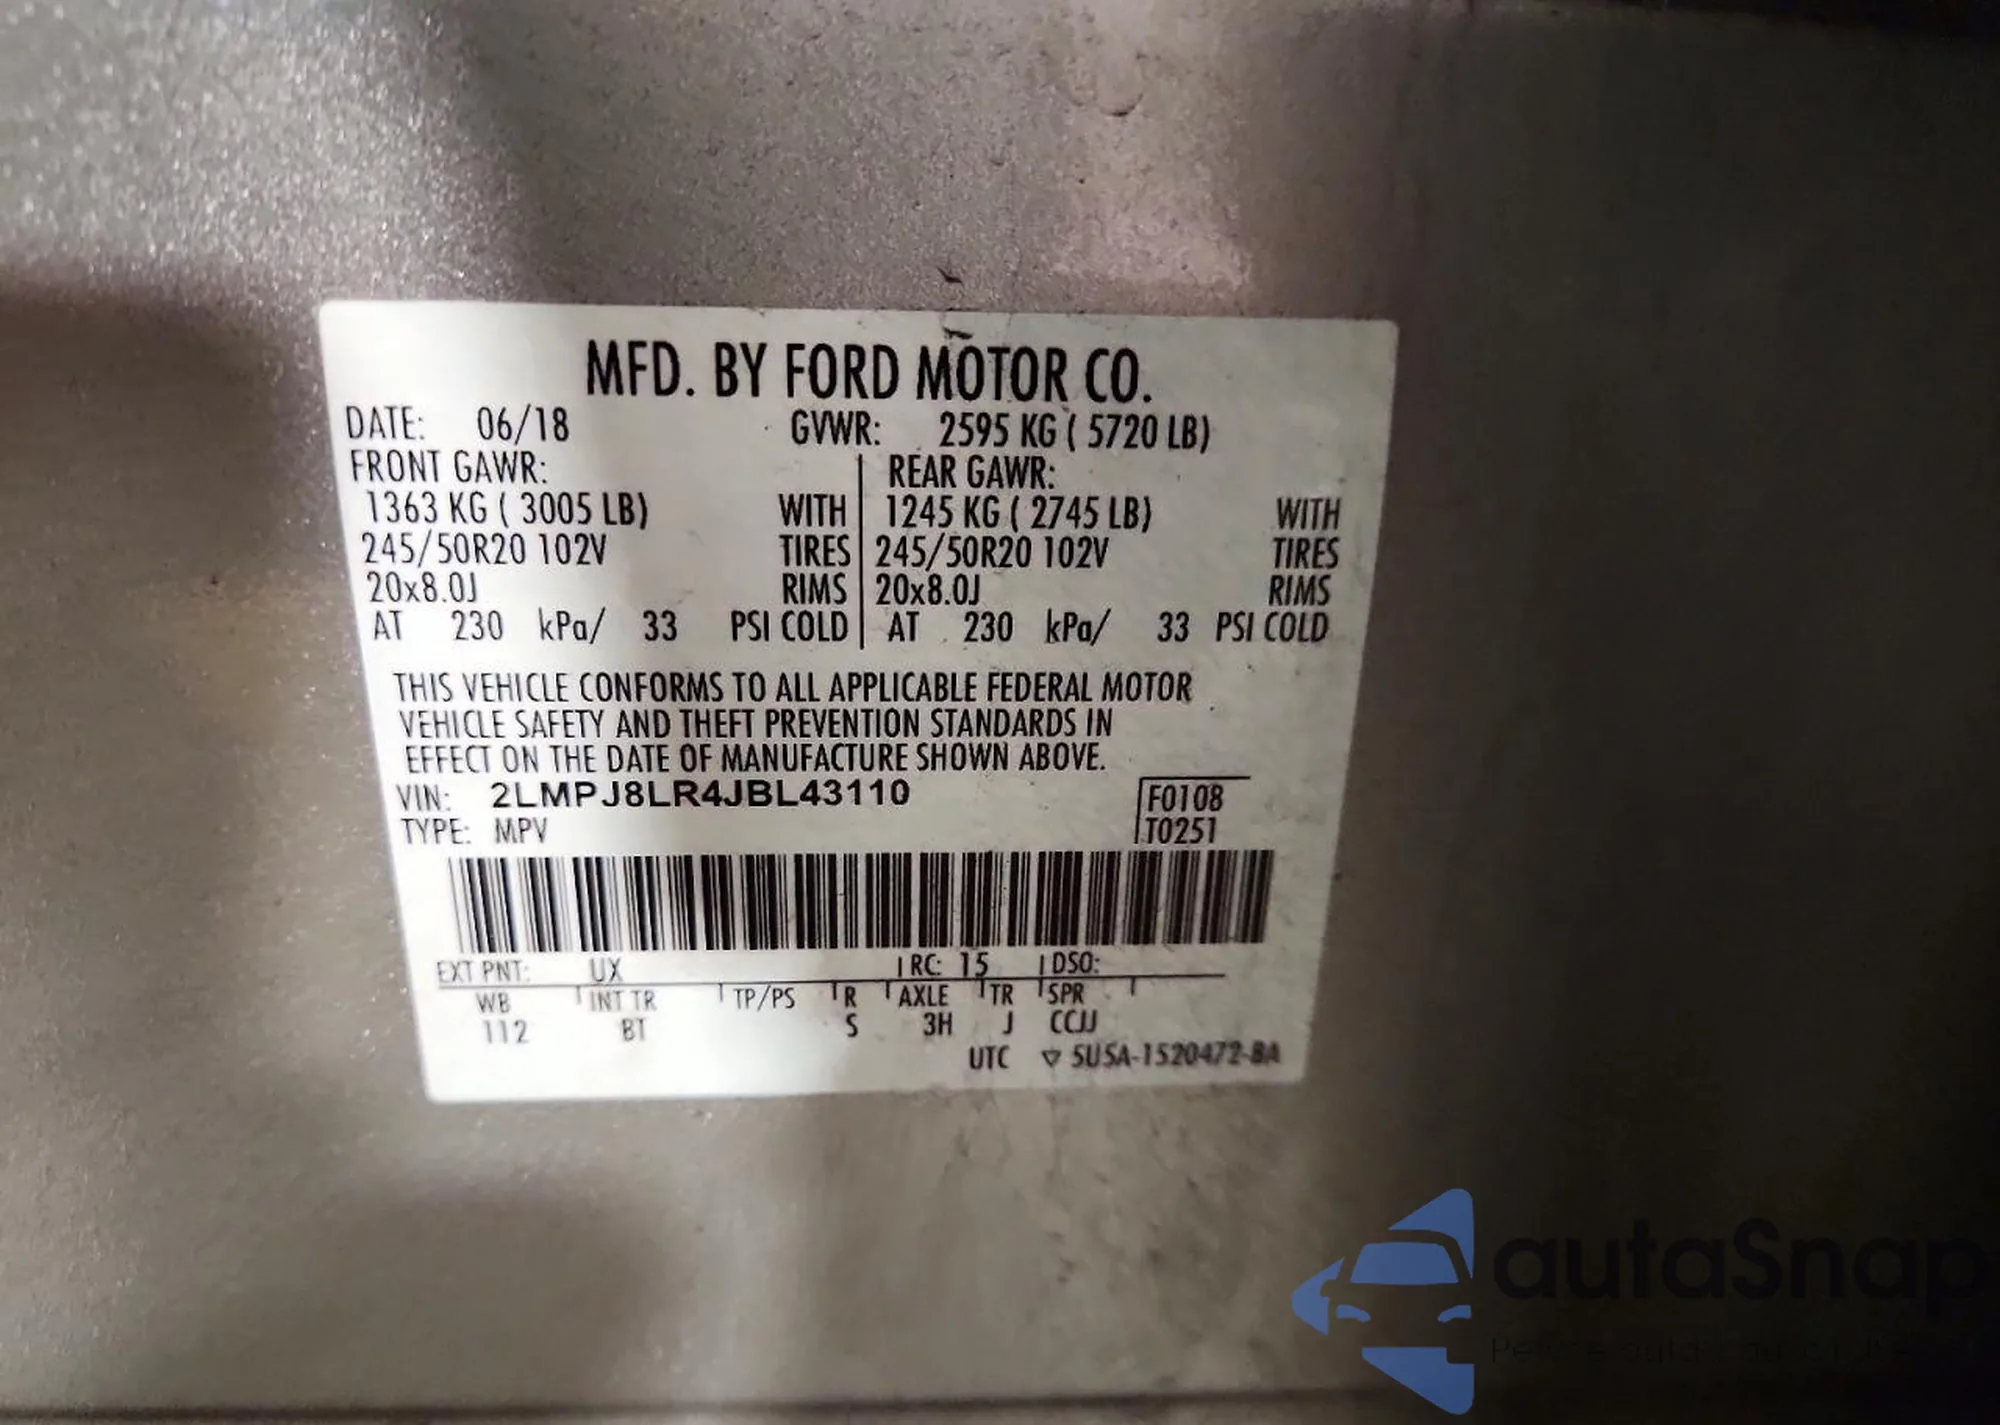 MFD. BY FORD MOTOR CO.
DATE: 06/18 GVWR: 2595 KG ( 5720 LB)
FRONT GAWR: REAR GAWR:
1363 KG ( 3005 LB) WITH 1245 KG ( 2745 LB) WITH
245/50R20 102V TIRES 245/50R20 102V TIRES
20x8.0J RIMS 20x8.0J RIMS
AT 230 kPa/ 33 PSI COLD AT 230 kPa/ 33 PSI COLD
THIS VEHICLE CONFORMS TO ALL APPLICABLE FEDERAL MOTOR
VEHICLE SAFETY AND THEFT PREVENTION STANDARDS IN
EFFECT ON THE DATE OF MANUFACTURE SHOWN ABOVE.
VIN: 2LMPJ8LR4JBL43110 F0108
TYPE: MPV T0251
EXT PNT: UX RC: 15 DSO:
WB INT TR TP/PS R AXLE TR SPR
112 BT S 3H J CCJJ
UTC ▽ 5U5A-1520472-BA
autaSnap